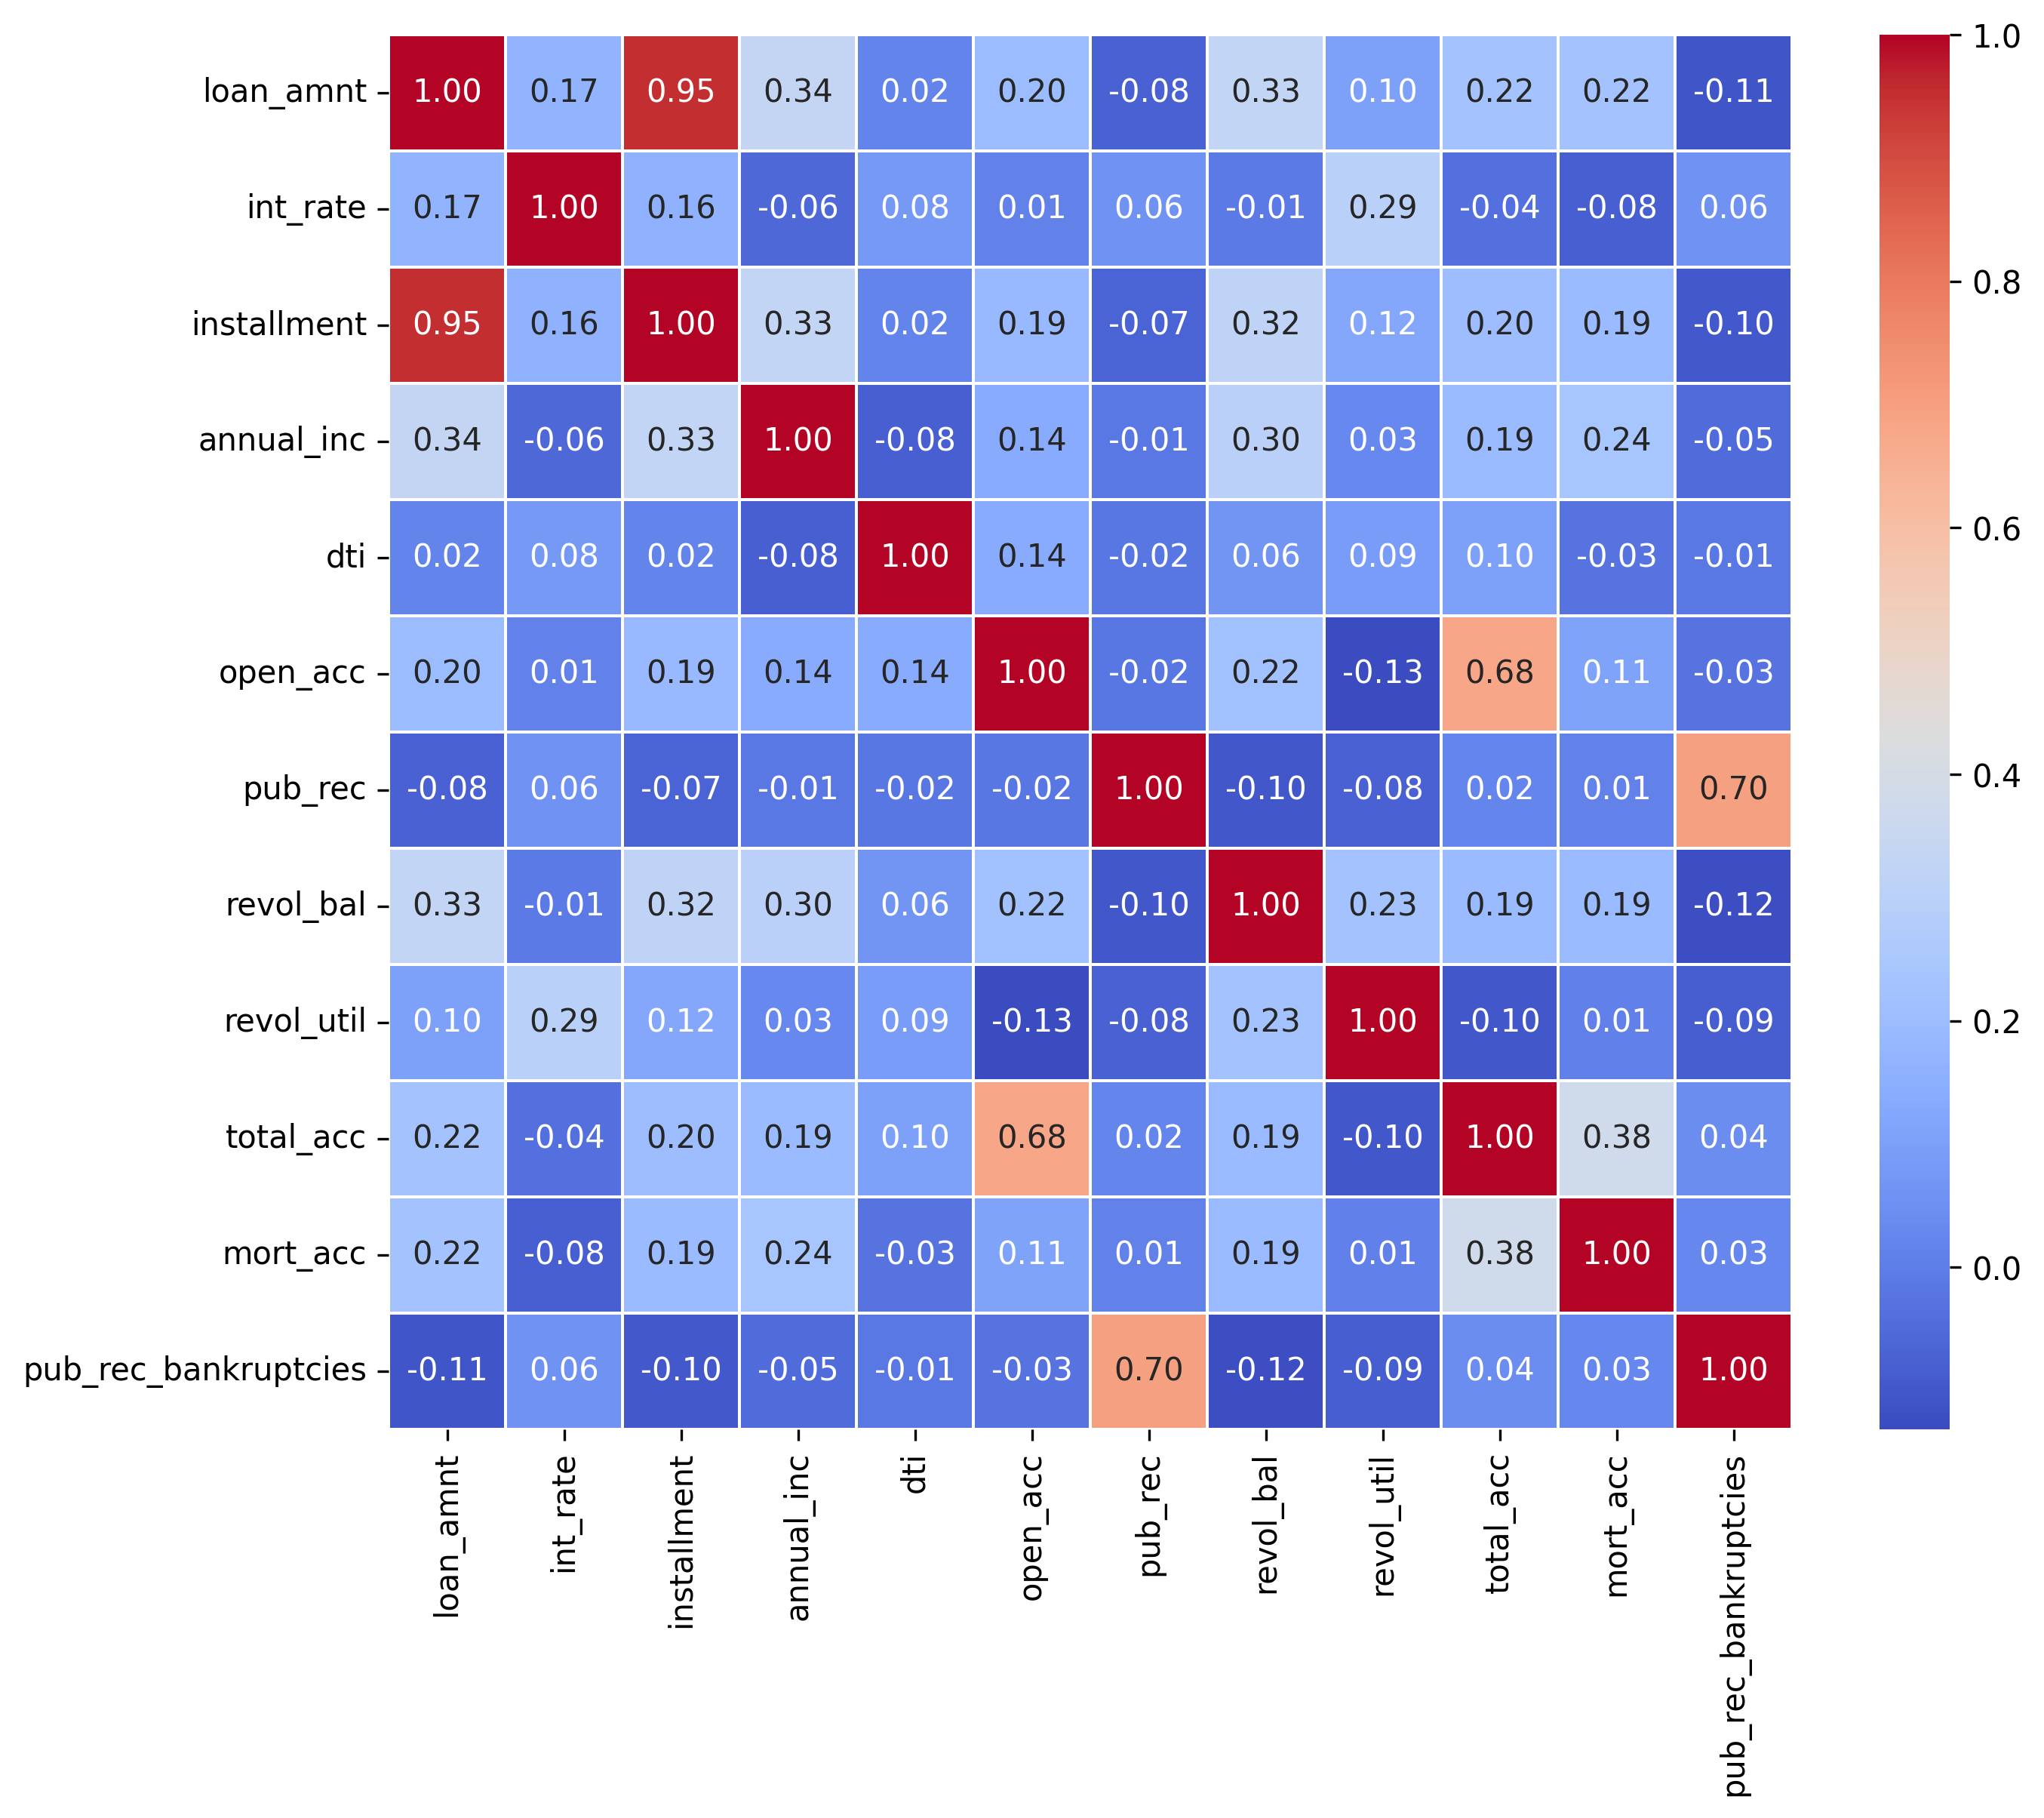 loan_amnt 1.00 0.17 0.95 0.34 0.02 0.20 -0.08 0.33 0.10 0.22 0.22 -0.11
int_rate 0.17 1.00 0.16 -0.06 0.08 0.01 0.06 -0.01 0.29 -0.04 -0.08 0.06
installment 0.95 0.16 1.00 0.33 0.02 0.19 -0.07 0.32 0.12 0.20 0.19 -0.10
annual_inc 0.34 -0.06 0.33 1.00 -0.08 0.14 -0.01 0.30 0.03 0.19 0.24 -0.05
dti 0.02 0.08 0.02 -0.08 1.00 0.14 -0.02 0.06 0.09 0.10 -0.03 -0.01
open_acc 0.20 0.01 0.19 0.14 0.14 1.00 -0.02 0.22 -0.13 0.68 0.11 -0.03
pub_rec -0.08 0.06 -0.07 -0.01 -0.02 -0.02 1.00 -0.10 -0.08 0.02 0.01 0.70
revol_bal 0.33 -0.01 0.32 0.30 0.06 0.22 -0.10 1.00 0.23 0.19 0.19 -0.12
revol_util 0.10 0.29 0.12 0.03 0.09 -0.13 -0.08 0.23 1.00 -0.10 0.01 -0.09
total_acc 0.22 -0.04 0.20 0.19 0.10 0.68 0.02 0.19 -0.10 1.00 0.38 0.04
mort_acc 0.22 -0.08 0.19 0.24 -0.03 0.11 0.01 0.19 0.01 0.38 1.00 0.03
pub_rec_bankruptcies -0.11 0.06 -0.10 -0.05 -0.01 -0.03 0.70 -0.12 -0.09 0.04 0.03 1.00
loan_amnt
int_rate
installment
annual_inc
dti
open_acc
pub_rec
revol_bal
revol_util
total_acc
mort_acc
pub_rec_bankruptcies
1.0
0.8
0.6
0.4
0.2
0.0